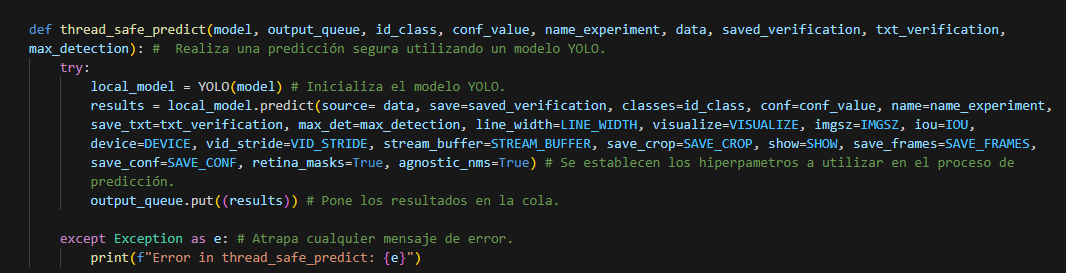 def thread_safe_predict(model, output_queue, id_class, conf_value, name_experiment, data, saved_verification, txt_verification,
max_detection): #  Realiza una predicción segura utilizando un modelo YOLO.
    try:
        local_model = YOLO(model) # Inicializa el modelo YOLO.
        results = local_model.predict(source= data, save=saved_verification, classes=id_class, conf=conf_value, name=name_experiment,
        save_txt=txt_verification, max_det=max_detection, line_width=LINE_WIDTH, visualize=VISUALIZE, imgsz=IMGSZ, iou=IOU,
        device=DEVICE, vid_stride=VID_STRIDE, stream_buffer=STREAM_BUFFER, save_crop=SAVE_CROP, show=SHOW, save_frames=SAVE_FRAMES,
        save_conf=SAVE_CONF, retina_masks=True, agnostic_nms=True) # Se establecen los hiperpametros a utilizar en el proceso de
        predicción.
        output_queue.put((results)) # Pone los resultados en la cola.

    except Exception as e: # Atrapa cualquier mensaje de error.
        print(f"Error in thread_safe_predict: {e}")